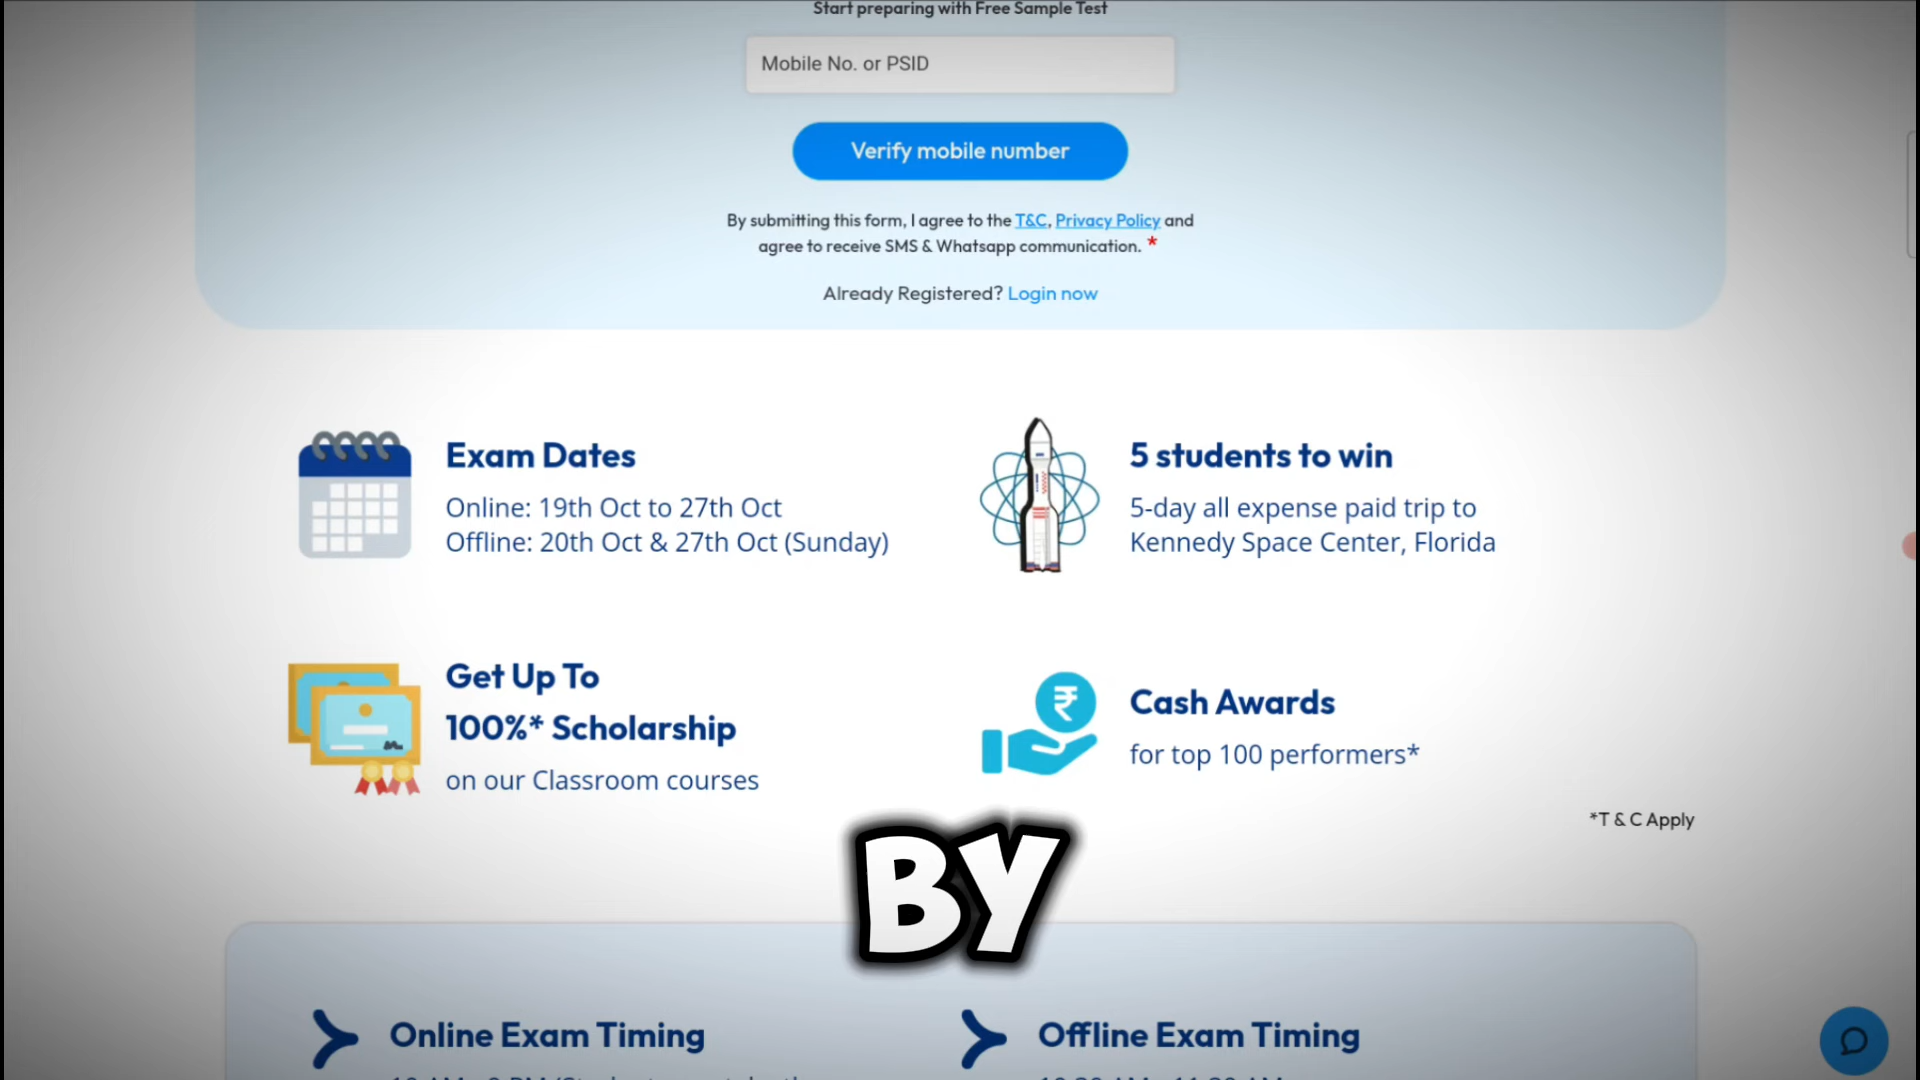 Start preparing with Free Sample Test
Mobile No. or PSID
Verify mobile number
By submitting this form, I agree to the T&C, Privacy Policy and
agree to receive SMS & Whatsapp communication. *
Already Registered? Login now
Exam Dates
Online: 19th Oct to 27th Oct
Offline: 20th Oct & 27th Oct (Sunday)
5 students to win
5-day all expense paid trip to
Kennedy Space Center, Florida
Get Up To
100%* Scholarship
on our Classroom courses
Cash Awards
for top 100 performers*
*T & C Apply
BY
Online Exam Timing
Offline Exam Timing